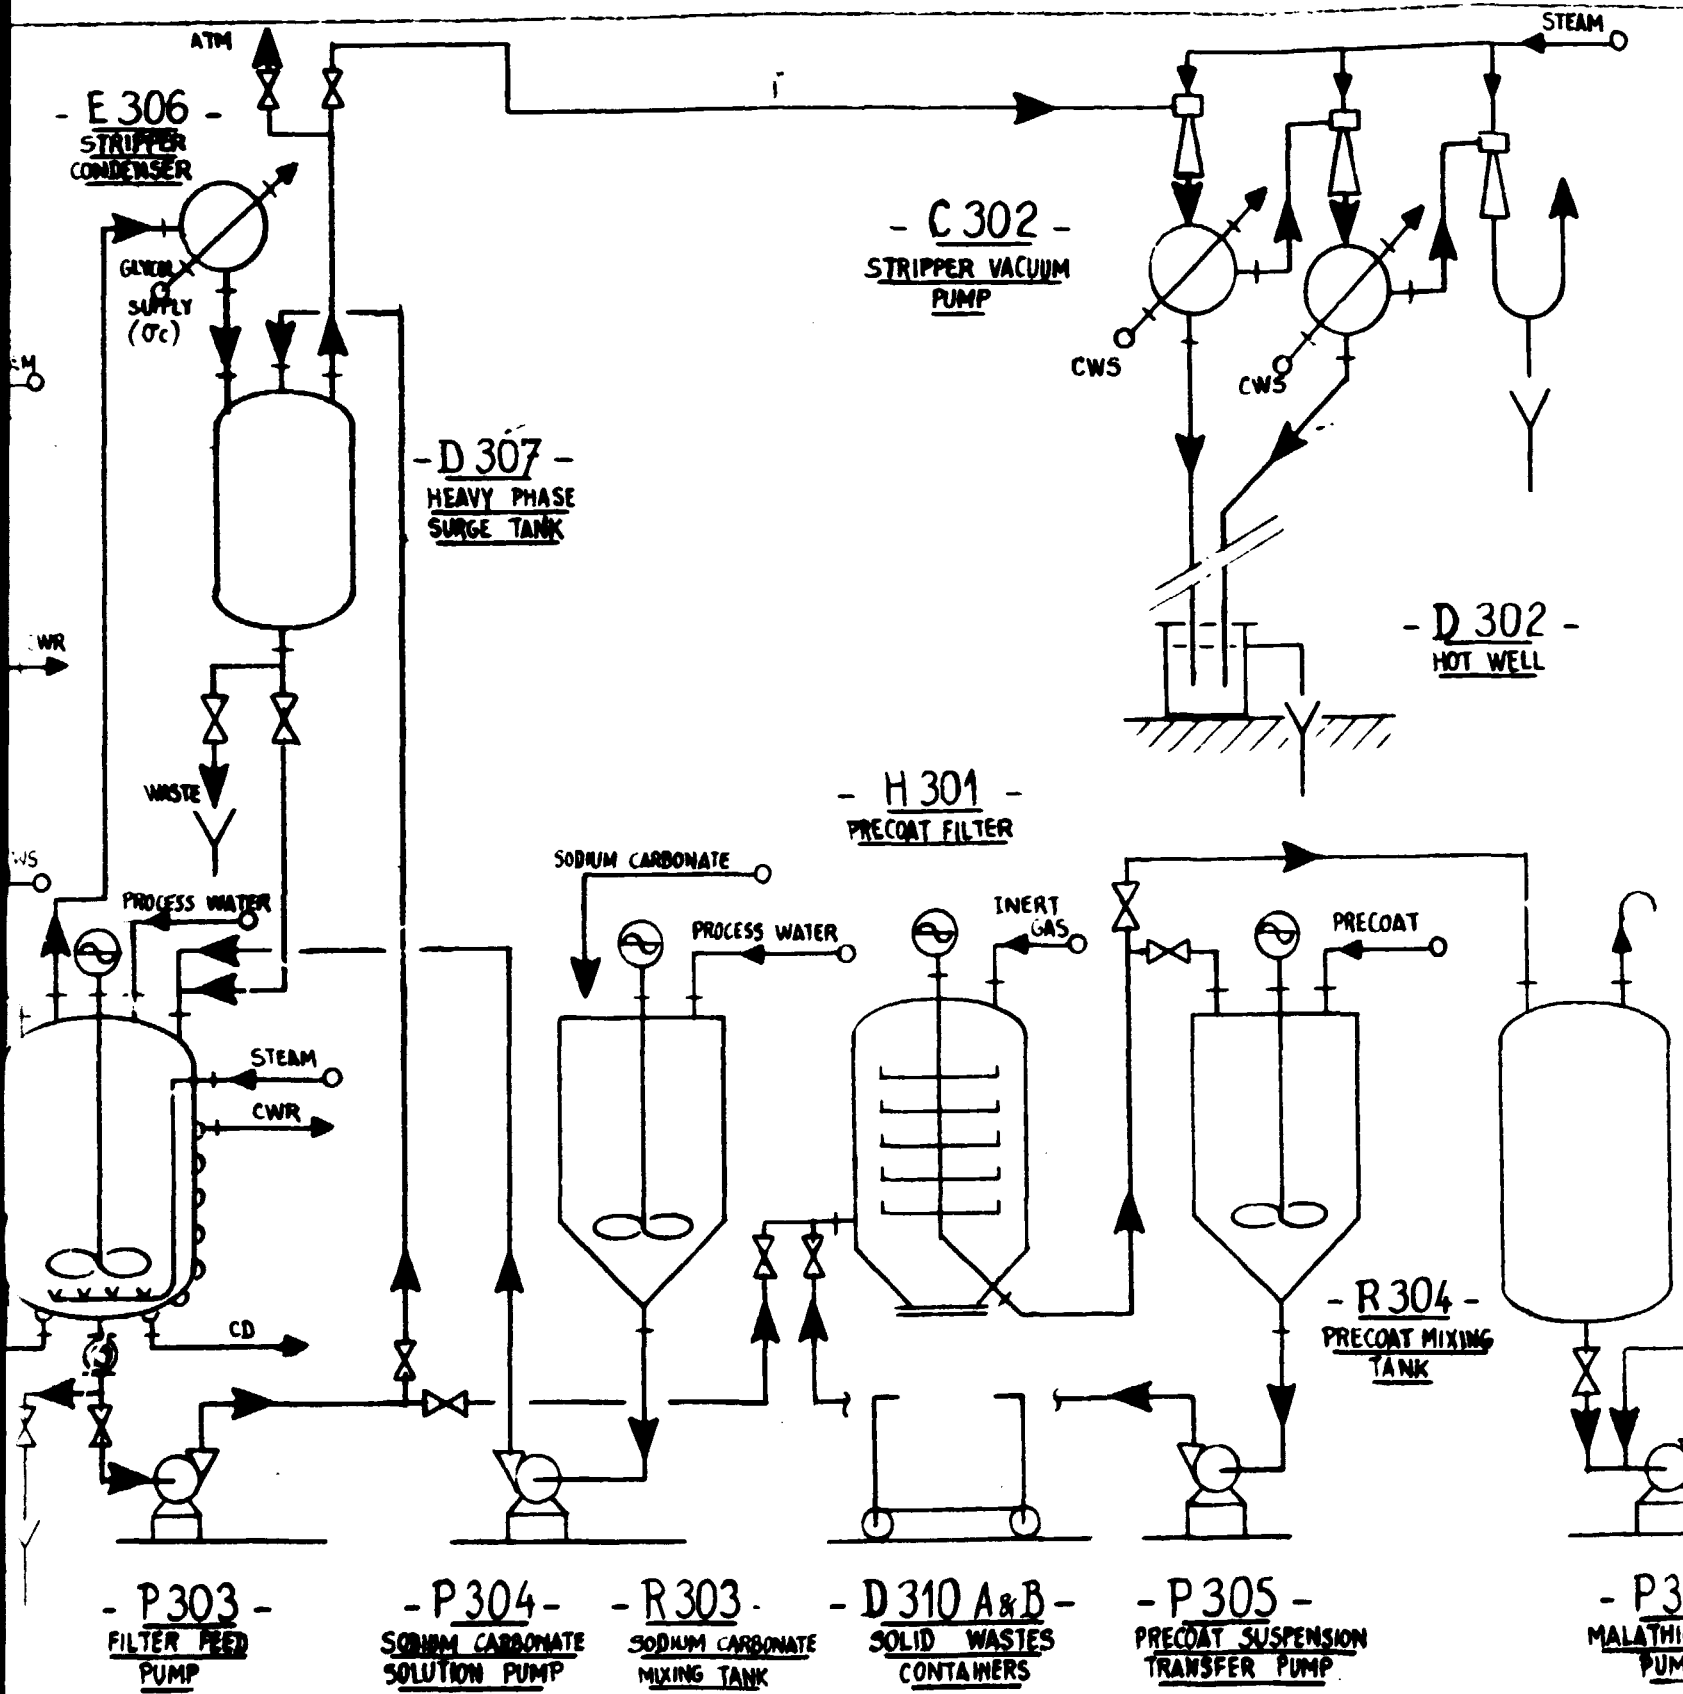 ATM
STEAM
- E 306 -
STRIPPER
CONDENSER
GLYCOL
SUPPLY
- C 302 -
STRIPPER VACUUM
PUMP
CWS
CWS
- D 307 -
HEAVY PHASE
SURGE TANK
- D 302 -
HOT WELL
WR
WASTE
- H 301 -
PRECOAT FILTER
WS
SODIUM CARBONATE
PROCESS WATER
PROCESS WATER
INERT
GAS
PRECOAT
STEAM
CWR
CD
- R 304 -
PRECOAT MIXING
TANK
- P 303 -
FILTER FEED
PUMP
- P 304 -
SODIUM CARBONATE
SOLUTION PUMP
- R 303 -
SODIUM CARBONATE
MIXING TANK
- D 310 A & B -
SOLID WASTES
CONTAINERS
- P 305 -
PRECOAT SUSPENSION
TRANSFER PUMP
- P 3
MALATHI
PUM